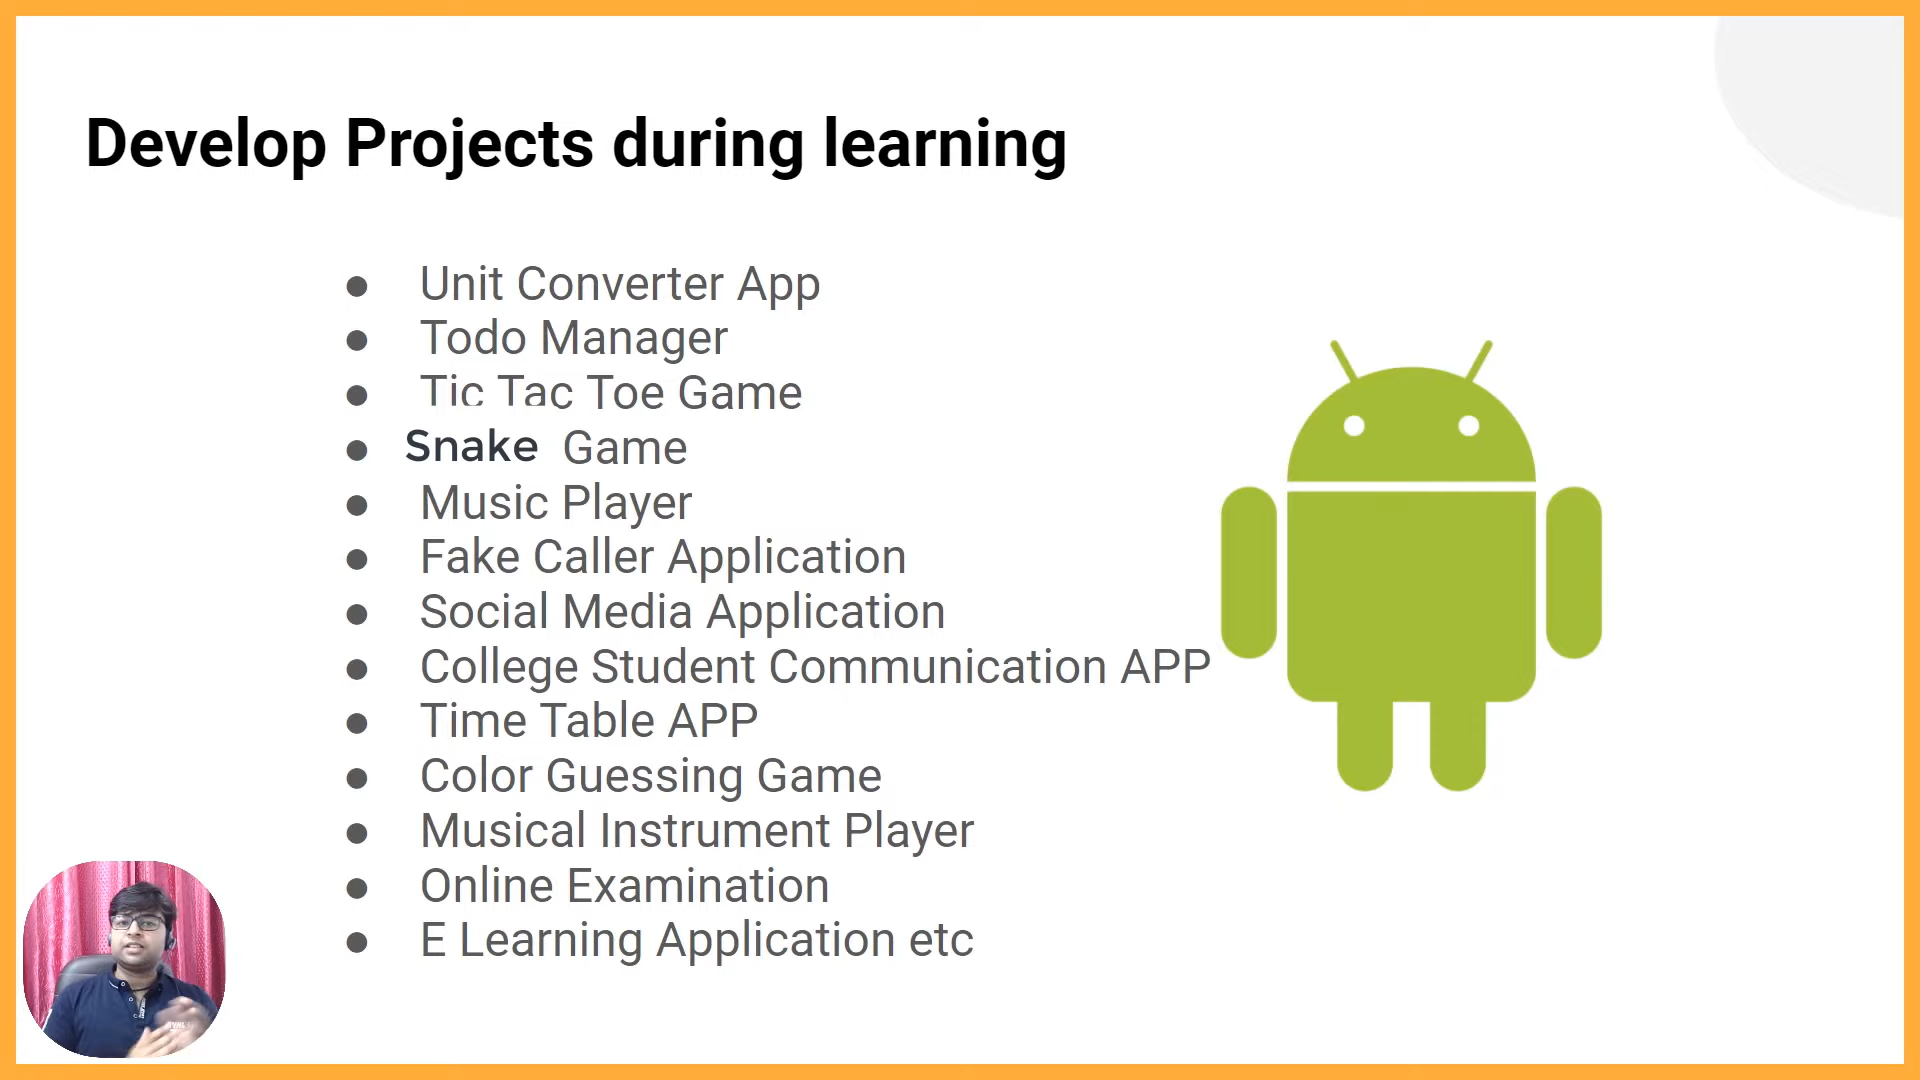 Develop Projects during learning
● Unit Converter App
● Todo Manager
● Tic Tac Toe Game
● Snake Game
● Music Player
● Fake Caller Application
● Social Media Application
● College Student Communication APP
● Time Table APP
● Color Guessing Game
● Musical Instrument Player
● Online Examination
● E Learning Application etc